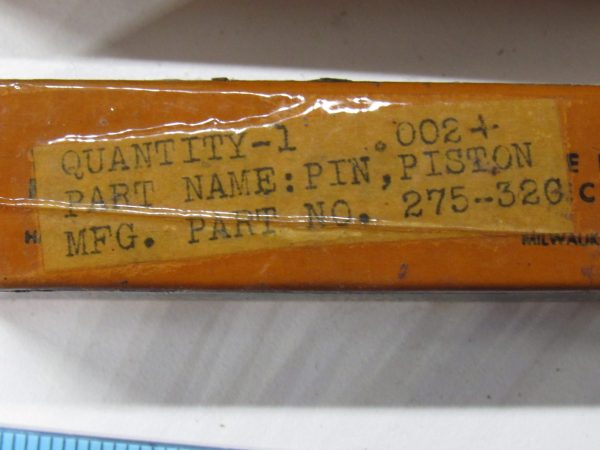 QUANTITY-1 .002+
PART NAME:PIN,PISTON
MFG. PART NO. 275--32G
MILWAUK